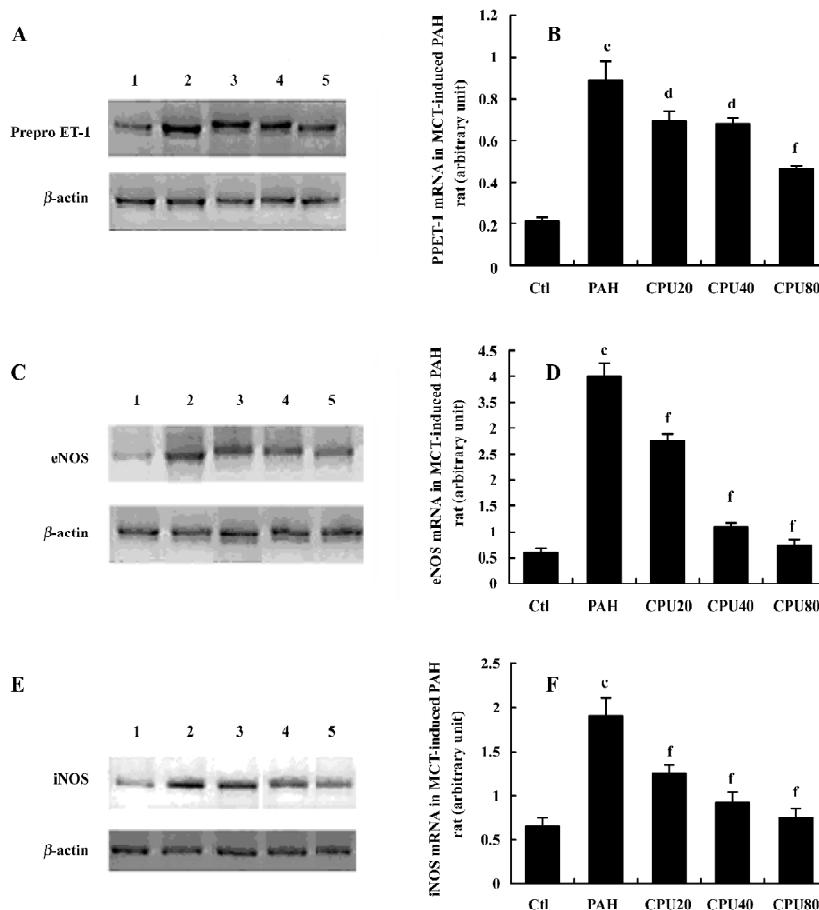 A
1 2 3 4 5
Prepro ET-1
β-actin
B
PPET-1 mRNA in MCT-induced PAH
rat (arbitrary unit)
1.2
1
0.8
0.6
0.4
0.2
0
c
d
d
f
Ctl PAH CPU20 CPU40 CPU80
C
1 2 3 4 5
eNOS
β-actin
D
eNOS mRNA in MCT-induced PAH
rat (arbitrary unit)
4.5
4
3.5
2.5
2
1.5
1
0.5
0
c
f
f
f
Ctl PAH CPU20 CPU40 CPU80
E
1 2 3 4 5
iNOS
β-actin
F
iNOS mRNA in MCT-induced PAH
rat (arbitrary unit)
2.5
2
1.5
1
0.5
0
c
f
f
f
Ctl PAH CPU20 CPU40 CPU80